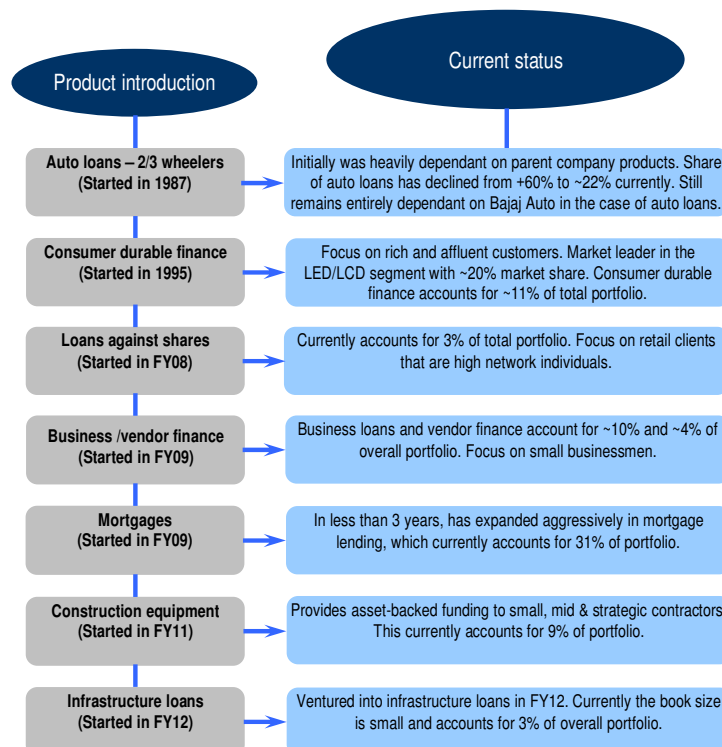 Product introduction
Current status
Auto loans – 2/3 wheelers
(Started in 1987)
Initially was heavily dependant on parent company products. Share
of auto loans has declined from +60% to ~22% currently. Still
remains entirely dependant on Bajaj Auto in the case of auto loans.
Consumer durable finance
(Started in 1995)
Focus on rich and affluent customers. Market leader in the
LED/LCD segment with ~20% market share. Consumer durable
finance accounts for ~11% of total portfolio.
Loans against shares
(Started in FY08)
Currently accounts for 3% of total portfolio. Focus on retail clients
that are high network individuals.
Business /vendor finance
(Started in FY09)
Business loans and vendor finance account for ~10% and ~4% of
overall portfolio. Focus on small businessmen.
Mortgages
(Started in FY09)
In less than 3 years, has expanded aggressively in mortgage
lending, which currently accounts for 31% of portfolio.
Construction equipment
(Started in FY11)
Provides asset-backed funding to small, mid & strategic contractors
This currently accounts for 9% of portfolio.
Infrastructure loans
(Started in FY12)
Ventured into infrastructure loans in FY12. Currently the book size
is small and accounts for 3% of overall portfolio.